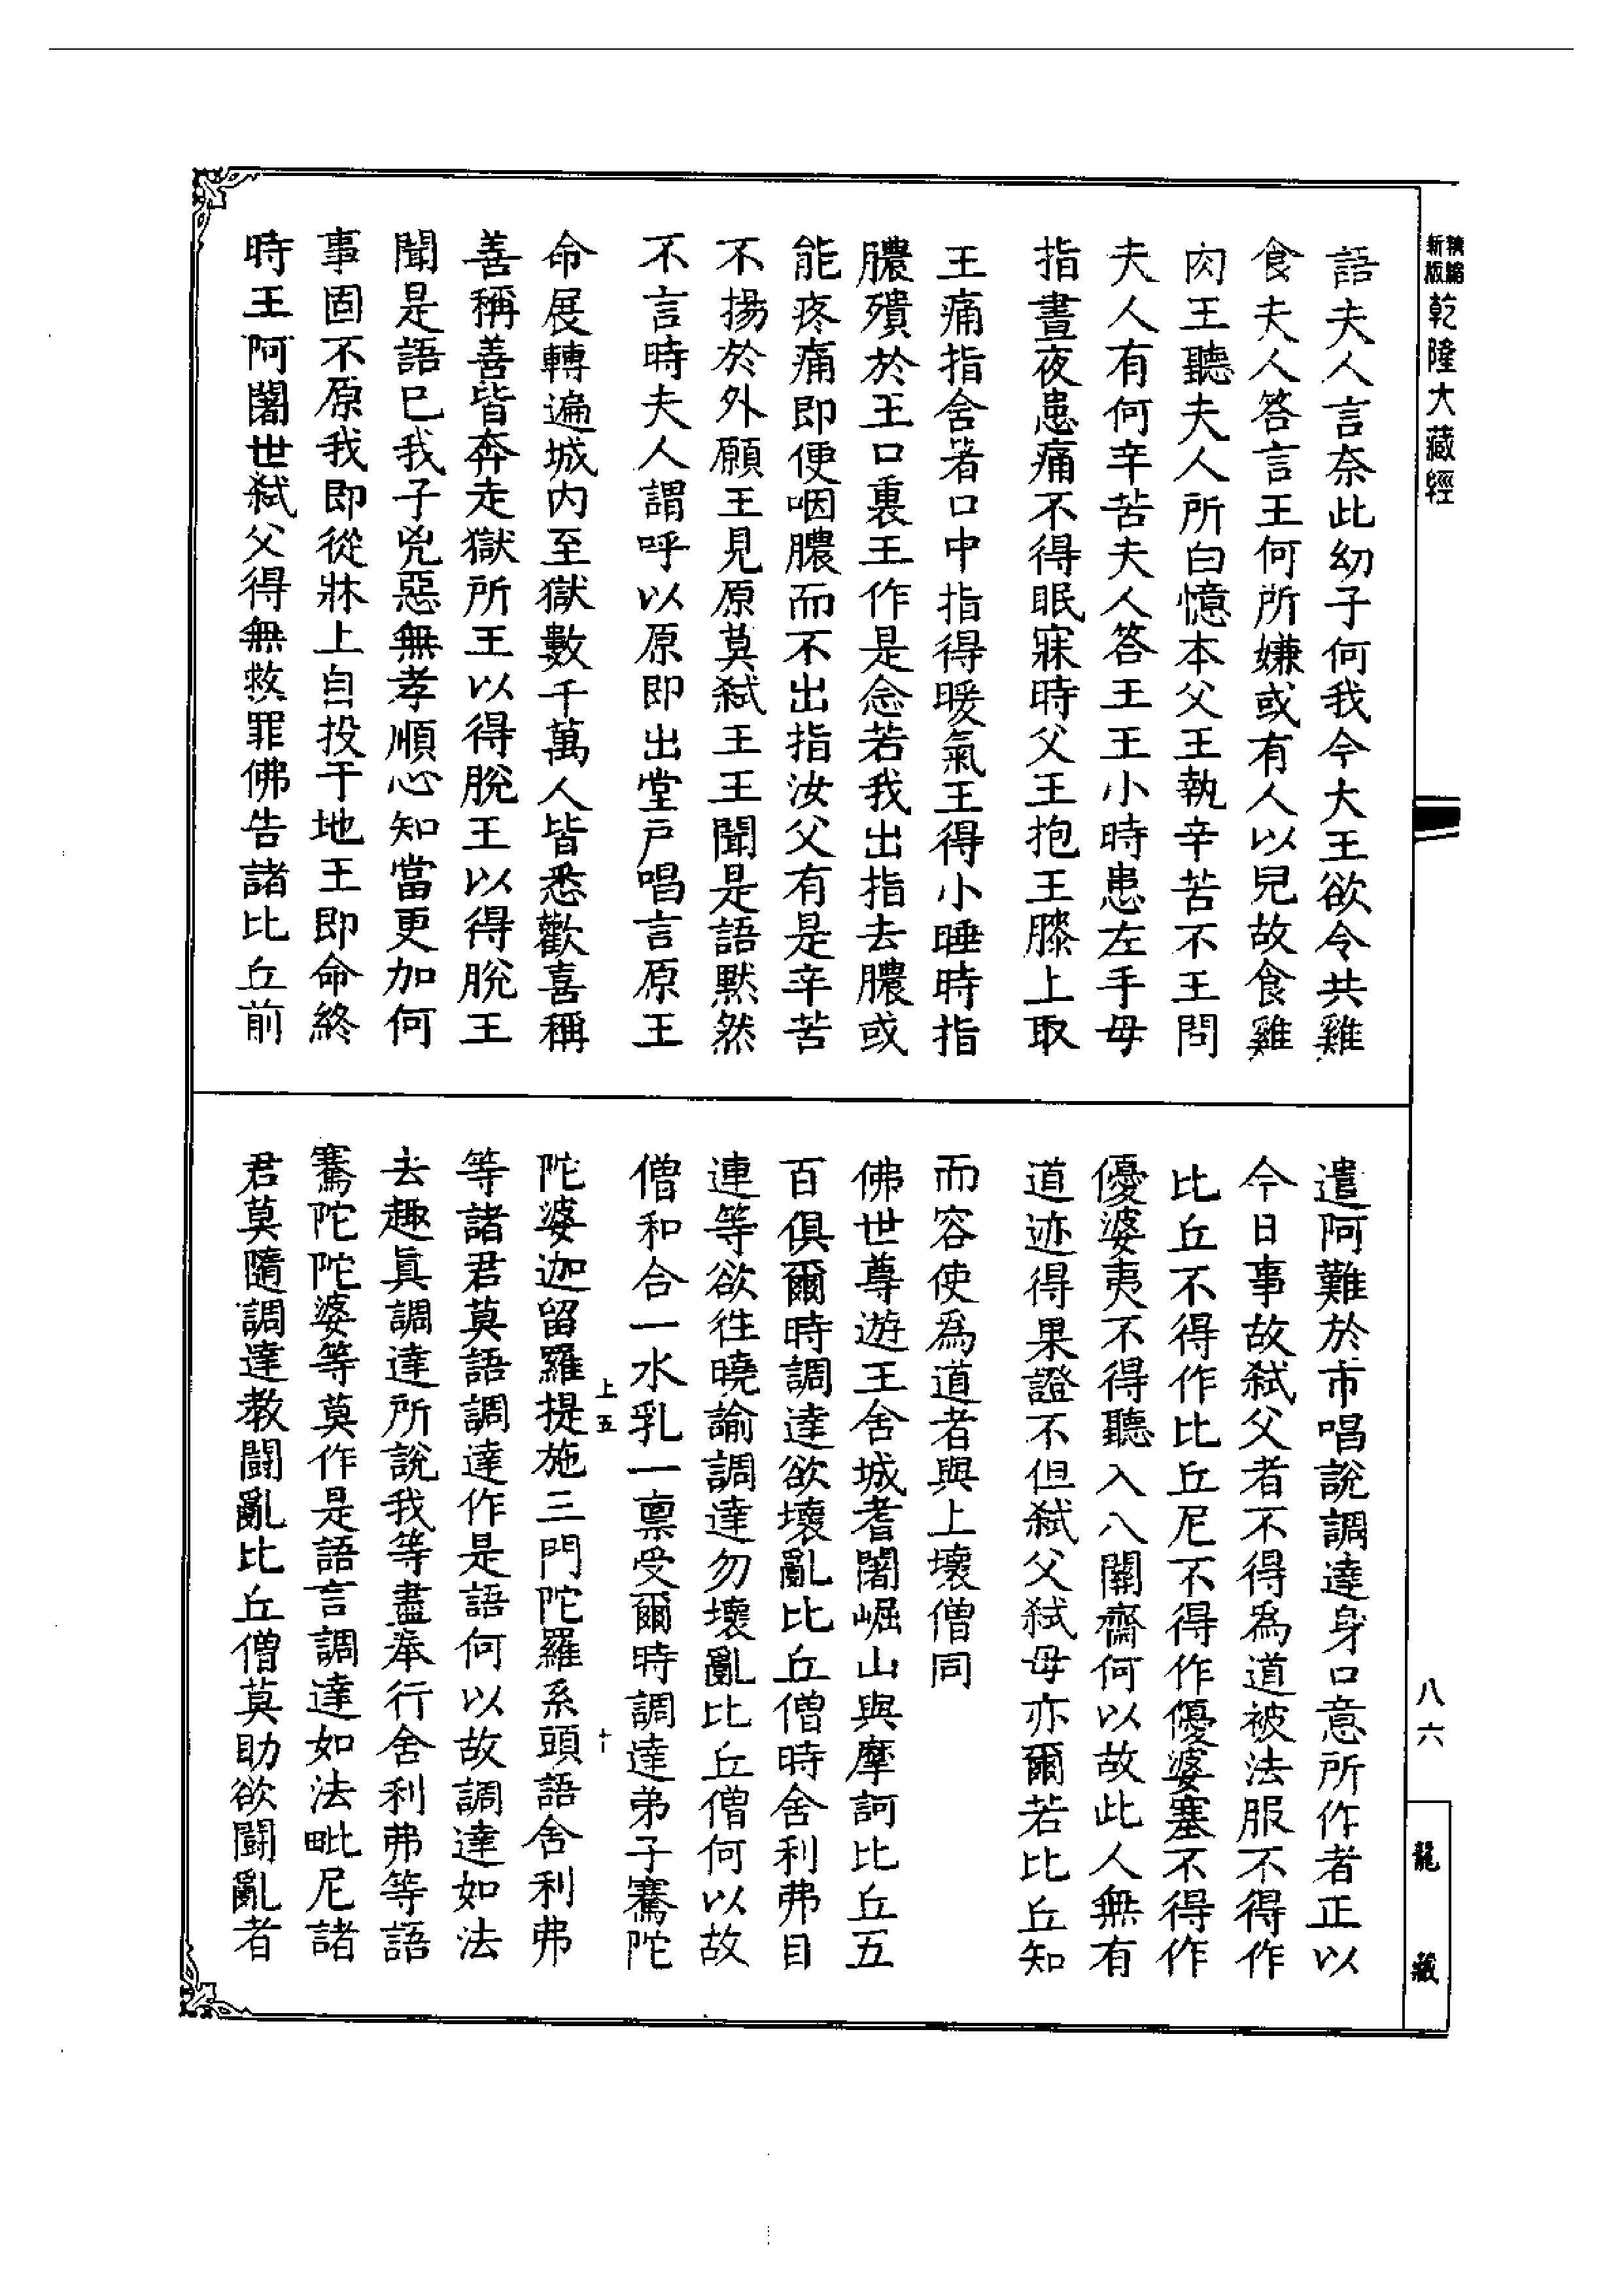 精縮
新版
乾隆大藏經
語夫人言奈此幼子何我今大王欲令共雞
食夫人答言王何所嫌或有人以兒故食雞
肉王聽夫人所白憶本父王執辛苦不王問
夫人有何辛苦夫人答王王小時患左手母
指晝夜患痛不得眠寐時父王抱王膝上取
王痛指舍著口中指得暖氣王得小睡時指
膿殨於王口裏王作是念若我出指去膿或
能疼痛即便咽膿而不出指汝父有是辛苦
不揚於外願王見原莫弒王王聞是語默然
不言時夫人謂呼以原即出堂戸唱言原王
命展轉遍城内至獄數千萬人皆悉歡喜稱
善稱善皆奔走獄所王以得脫王以得脫王
聞是語已我子兇惡無孝順心知當更加何
事固不原我即從牀上自投于地王即命終
時王阿闍世弒父得無救罪佛告諸比丘前
遣阿難於市唱說調達身口意所作者正以
今日事故弒父者不得為道被法服不得作
比丘不得作比丘尼不得作優婆塞不得作
優婆夷不得聽入八關齋何以故此人無有
道迹得果證不但弒父弒母亦爾若比丘知
而容使為道者與上壞僧同
佛世尊遊王舍城耆闍崛山與摩訶比丘五
百俱爾時調達欲壞亂比丘僧時舍利弗目
連等欲往曉諭調達勿壞亂比丘僧何以故
僧和合一水乳一稟受爾時調達弟子騫陀
上五
十
陀婆迦留羅提施三門陀羅系頭語舍利弗
等諸君莫語調達作是語何以故調達如法
去趣眞調達所說我等盡奉行舍利弗等語
騫陀陀婆等莫作是語言調達如法毗尼諸
君莫隨調達教鬪亂比丘僧莫助欲鬪亂者
八六
龍藏